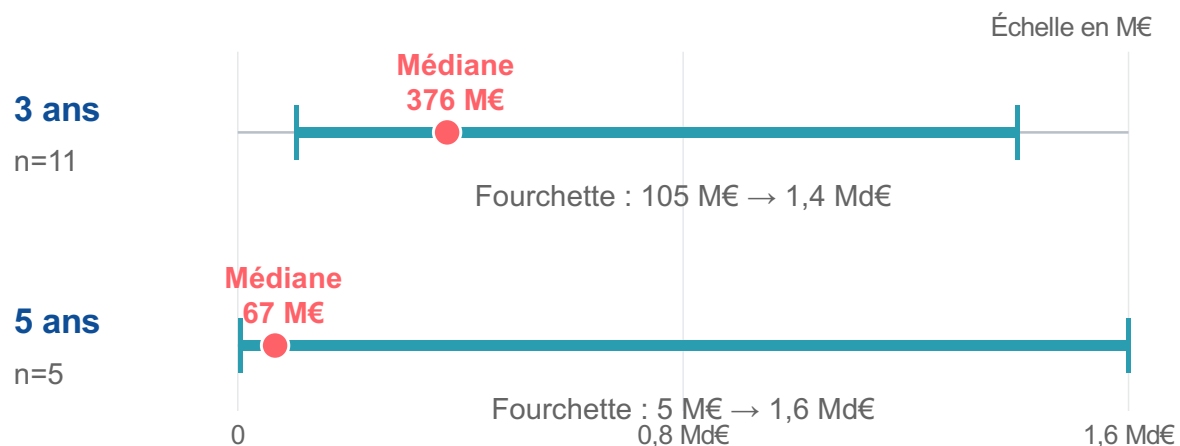 Échelle en M€
Médiane
376 M€
3 ans
n=11
Fourchette : 105 M€ → 1,4 Md€
Médiane
67 M€
5 ans
n=5
Fourchette : 5 M€ → 1,6 Md€
0
0,8 Md€
1,6 Md€